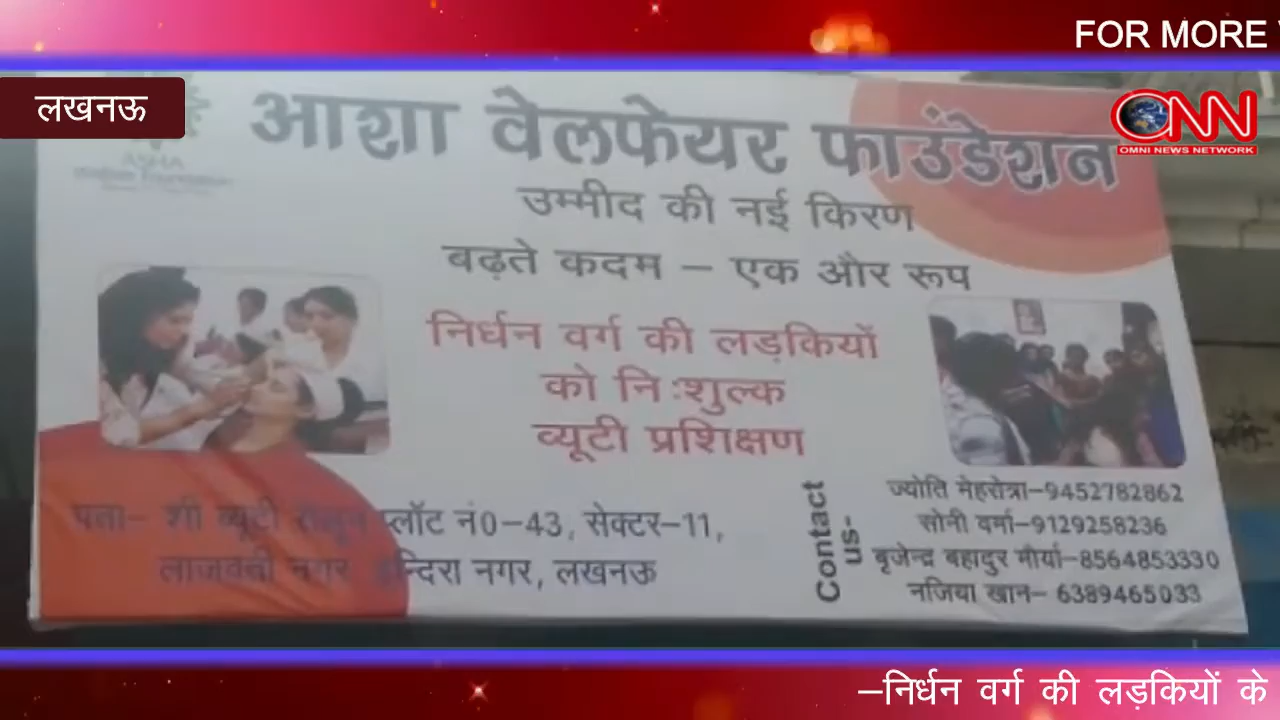 FOR MORE
लखनऊ
ONN
OMNI NEWS NETWORK
ASHA
आशा वेलफेयर फाउंडेशन
उम्मीद की नई किरण
बढ़ते कदम – एक और रूप
निर्धन वर्ग की लड़कियों
को नि:शुल्क
ब्यूटी प्रशिक्षण
पता– शी ब्यूटी सैलून प्लॉट नं0–43, सेक्टर–11,
लाजवंती नगर इन्दिरा नगर, लखनऊ
Contact us-
ज्योति मेहरोत्रा–9452782862
सोनी वर्मा–9129258236
बृजेन्द्र बहादुर मौर्या–8564853330
नजिया खान– 6389465033
–निर्धन वर्ग की लड़कियों के